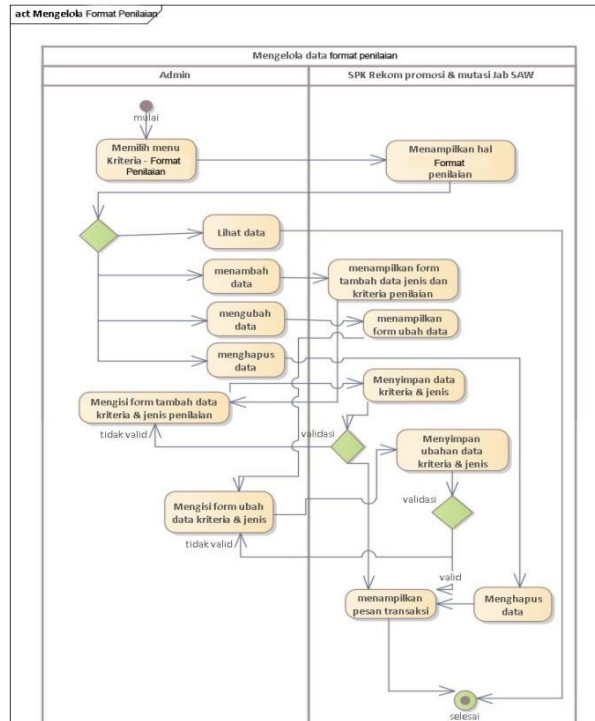 act Mengelola Format Penilaian
Mengelola data format penilaian
Admin
SPK Rekom promosi & mutasi Jab SAW
mulai
Memilih menu
Kriteria - Format
Penilaian
Menampilkan hal
Format
penilaian
Lihat data
menambah
data
menampilkan form
tambah data jenis dan
kriteria penilaian
mengubah
data
menampilkan
form ubah data
menghapus
data
Mengisi form tambah data
kriteria & jenis penilaian
Menyimpan data
kriteria & jenis
tidak valid
validasi
Menyimpan
ubahan data
kriteria & jenis
Mengisi form ubah
data kriteria & jenis
validasi
tidak valid
valid
menampilkan
pesan transaksi
Menghapus
data
selesai